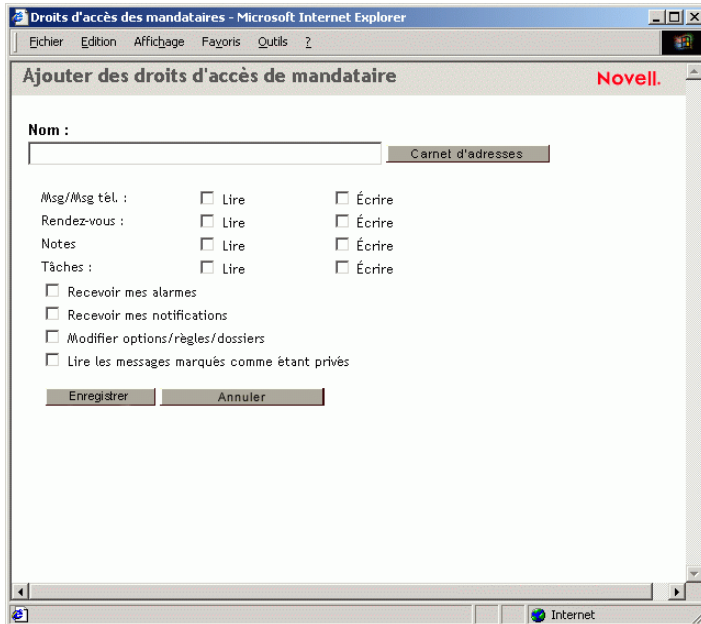 Droits d'accès des mandataires - Microsoft Internet Explorer
Fichier Edition Affichage Favoris Outils ?
Ajouter des droits d'accès de mandataire Novell.
Nom :
Carnet d'adresses
Msg/Msg tél. : Lire Écrire
Rendez-vous : Lire Écrire
Notes Lire Écrire
Tâches : Lire Écrire
Recevoir mes alarmes
Recevoir mes notifications
Modifier options/règles/dossiers
Lire les messages marqués comme étant privés
Enregistrer Annuler
Internet